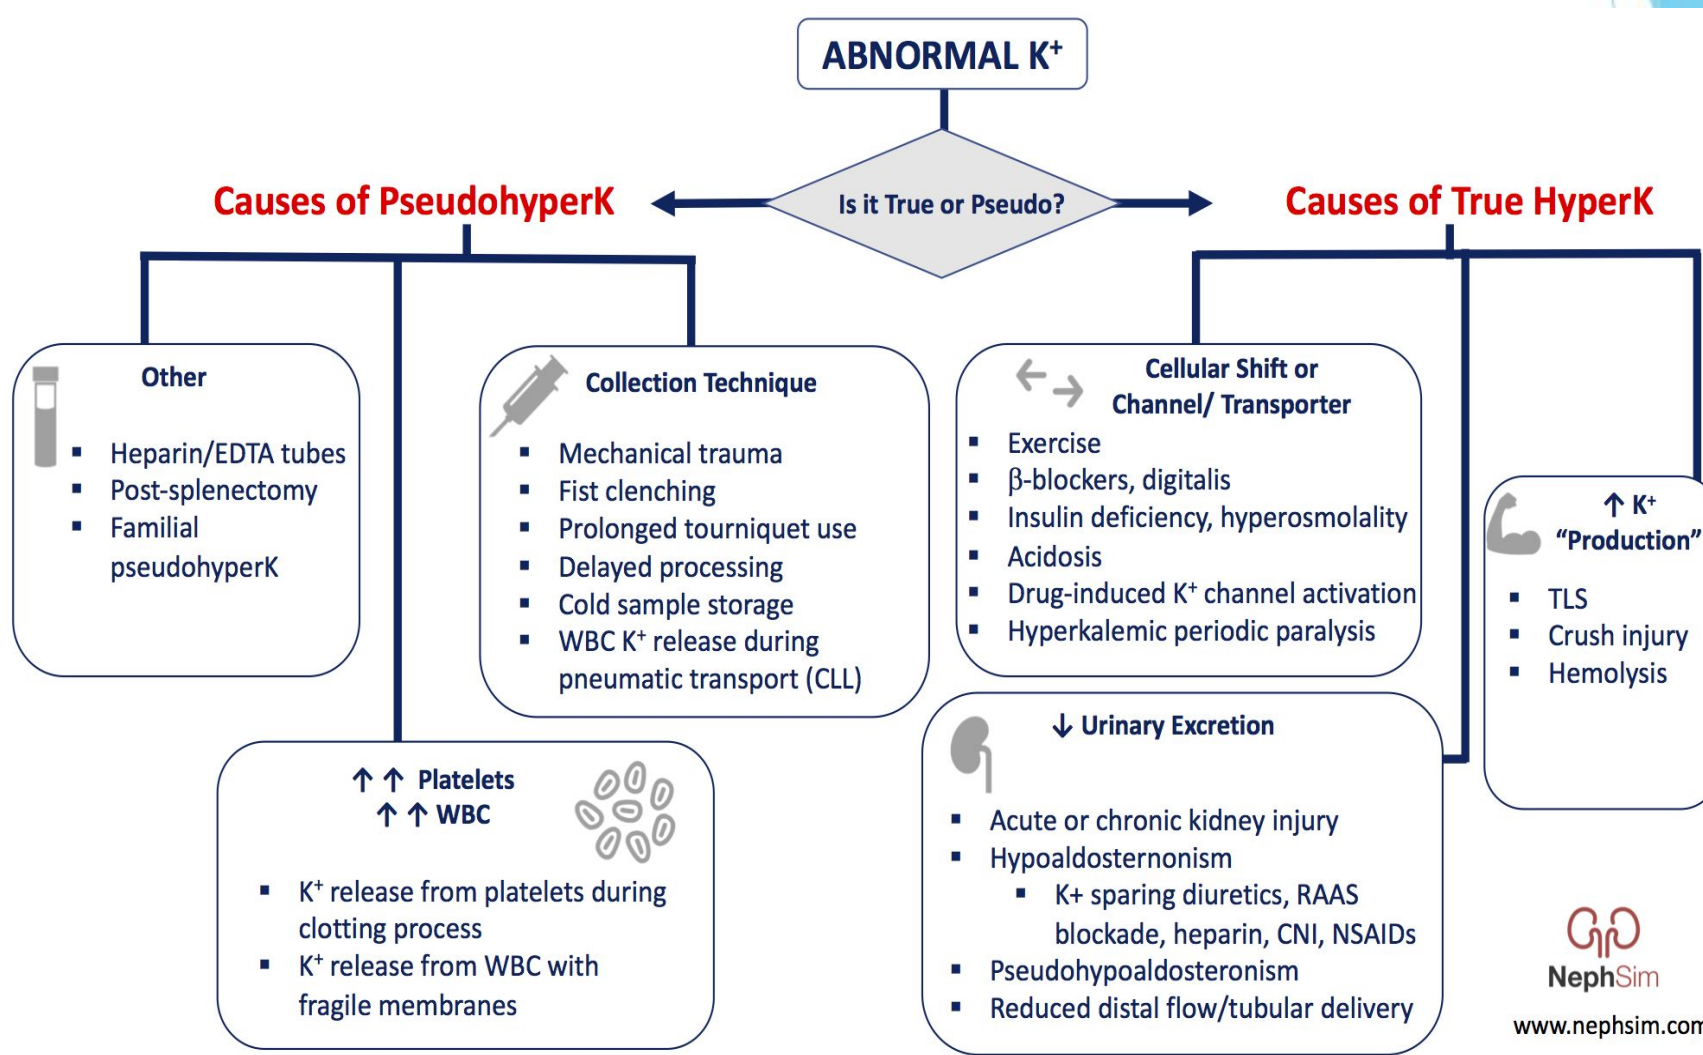 ABNORMAL K⁺
Is it True or Pseudo?
Causes of PseudohyperK
Causes of True HyperK
Other
▪ Heparin/EDTA tubes
▪ Post-splenectomy
▪ Familial
pseudohyperK
Collection Technique
▪ Mechanical trauma
▪ Fist clenching
▪ Prolonged tourniquet use
▪ Delayed processing
▪ Cold sample storage
▪ WBC K⁺ release during
pneumatic transport (CLL)
↑ ↑ Platelets
↑ ↑ WBC
▪ K⁺ release from platelets during
clotting process
▪ K⁺ release from WBC with
fragile membranes
Cellular Shift or
Channel/ Transporter
▪ Exercise
▪ β-blockers, digitalis
▪ Insulin deficiency, hyperosmolality
▪ Acidosis
▪ Drug-induced K⁺ channel activation
▪ Hyperkalemic periodic paralysis
↓ Urinary Excretion
▪ Acute or chronic kidney injury
▪ Hypoaldosternonism
▪ K+ sparing diuretics, RAAS
blockade, heparin, CNI, NSAIDs
▪ Pseudohypoaldosteronism
▪ Reduced distal flow/tubular delivery
↑ K⁺
“Production”
▪ TLS
▪ Crush injury
▪ Hemolysis
NephSim
www.nephsim.com